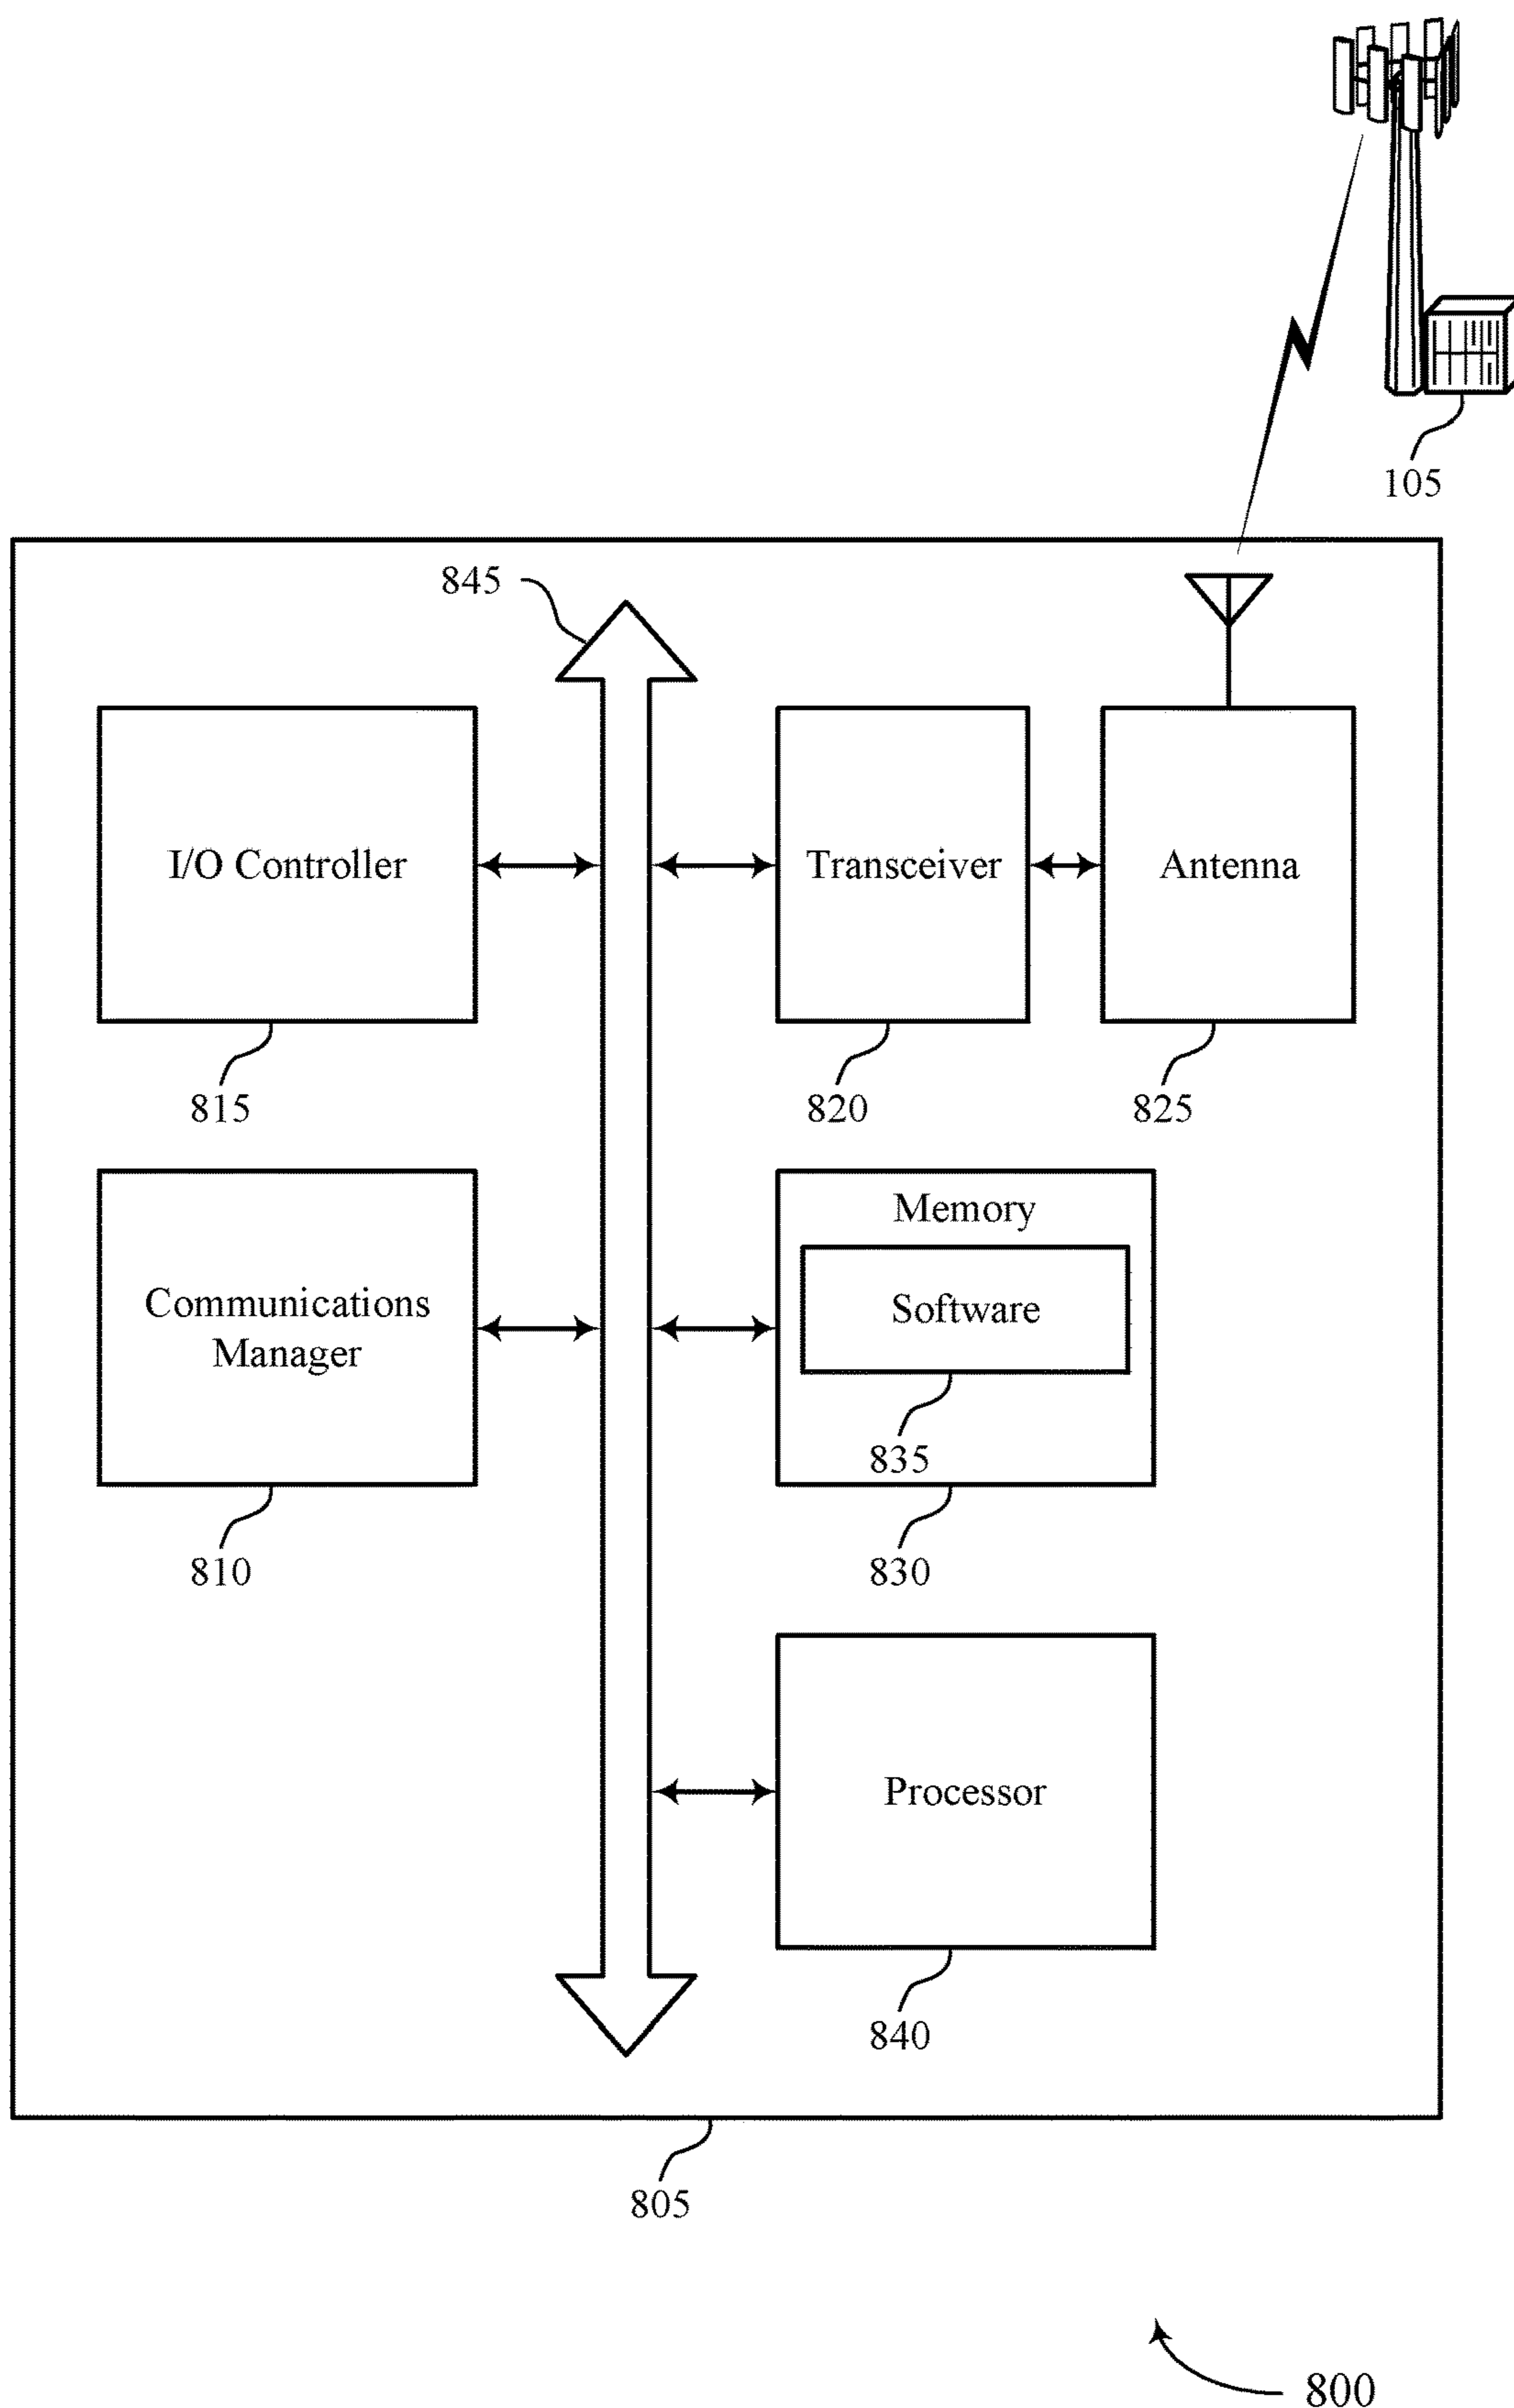 105
845
I/O Controller
Transceiver
Antenna
815
820
825
Communications
Manager
Memory
Software
835
810
830
Processor
840
805
800